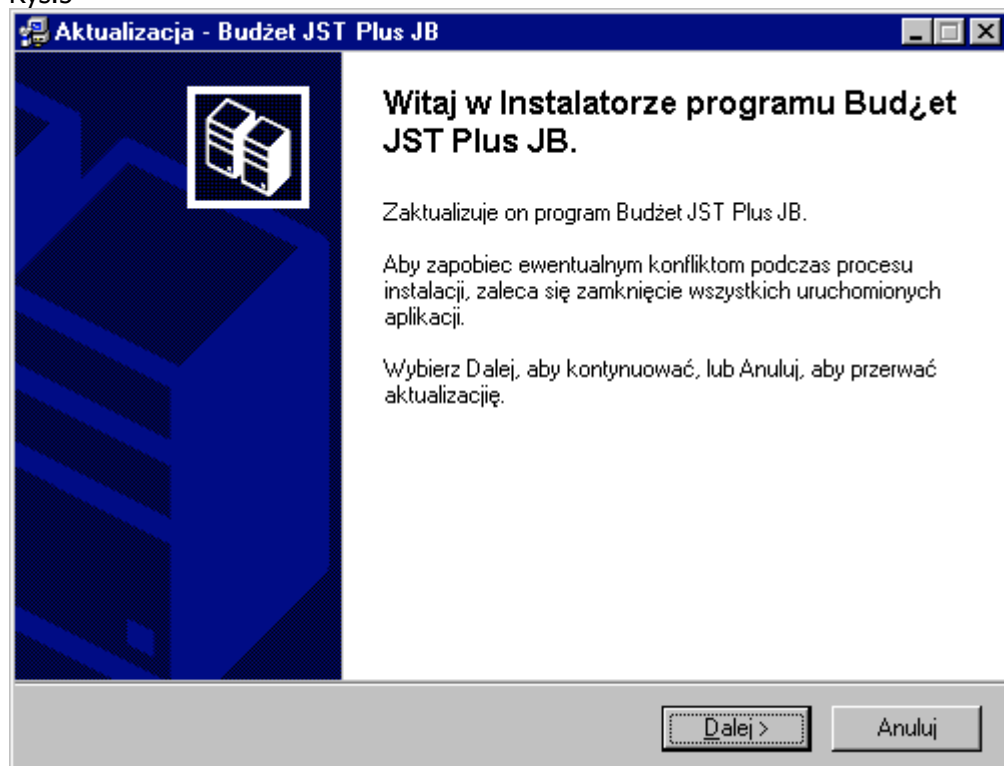 Aktualizacja - Budżet JST Plus JB
Witaj w Instalatorze programu Bud¿et
JST Plus JB.
Zaktualizuje on program Budżet JST Plus JB.
Aby zapobiec ewentualnym konfliktom podczas procesu
instalacji, zaleca się zamknięcie wszystkich uruchomionych
aplikacji.
Wybierz Dalej, aby kontynuować, lub Anuluj, aby przerwać
aktualizacjię.
Dalej >
Anuluj